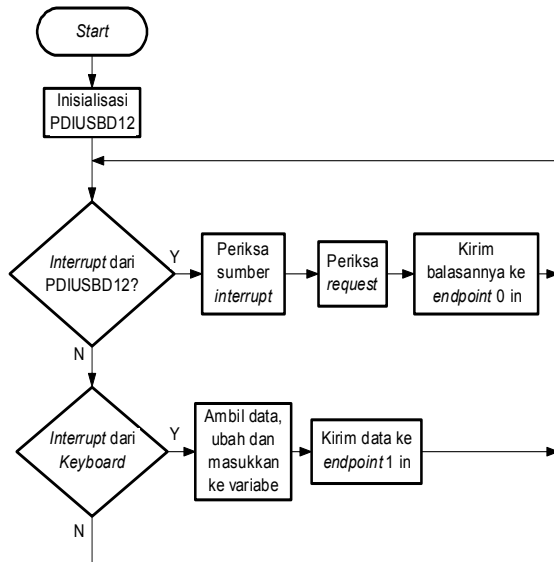 Start
Inisialisasi
PDIUSBD12
Interrupt dari
PDIUSBD12?
Y
Periksa
sumber
interrupt
Periksa
request
Kirim
balasannya ke
endpoint 0 in
N
Interrupt dari
Keyboard
Y
Ambil data,
ubah dan
masukkan
ke variabe
Kirim data ke
endpoint 1 in
N